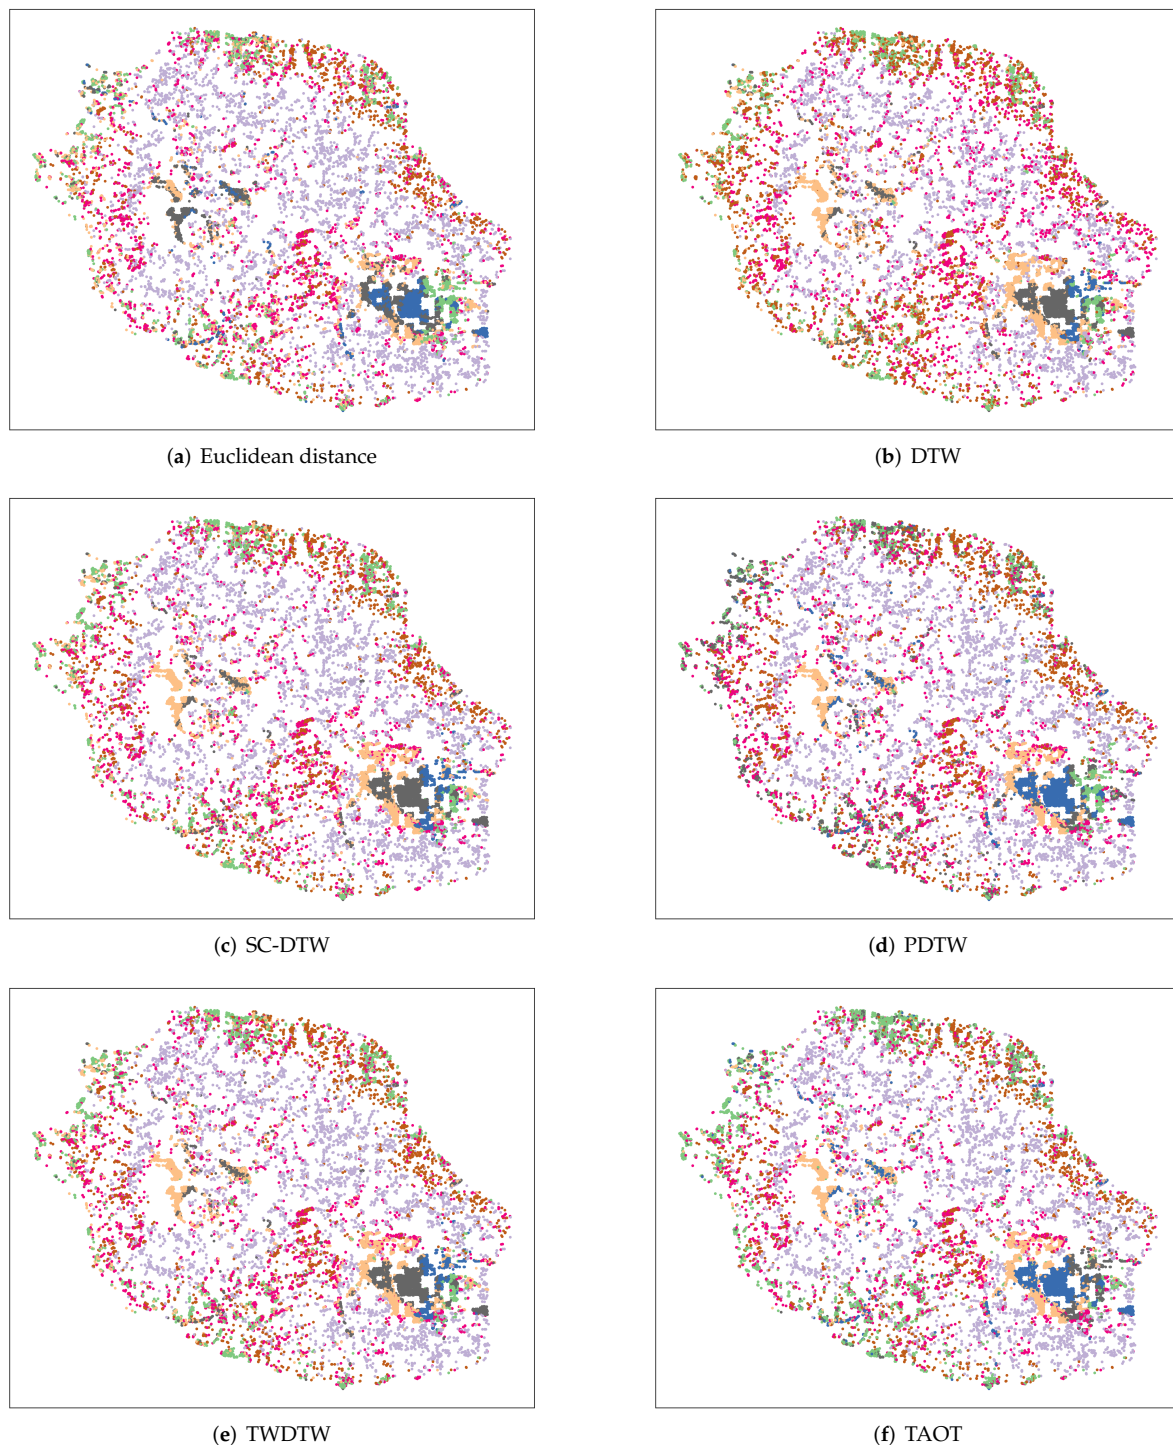 (a) Euclidean distance
(b) DTW
(c) SC-DTW
(d) PDTW
(e) TWDTW
(f) TAOT